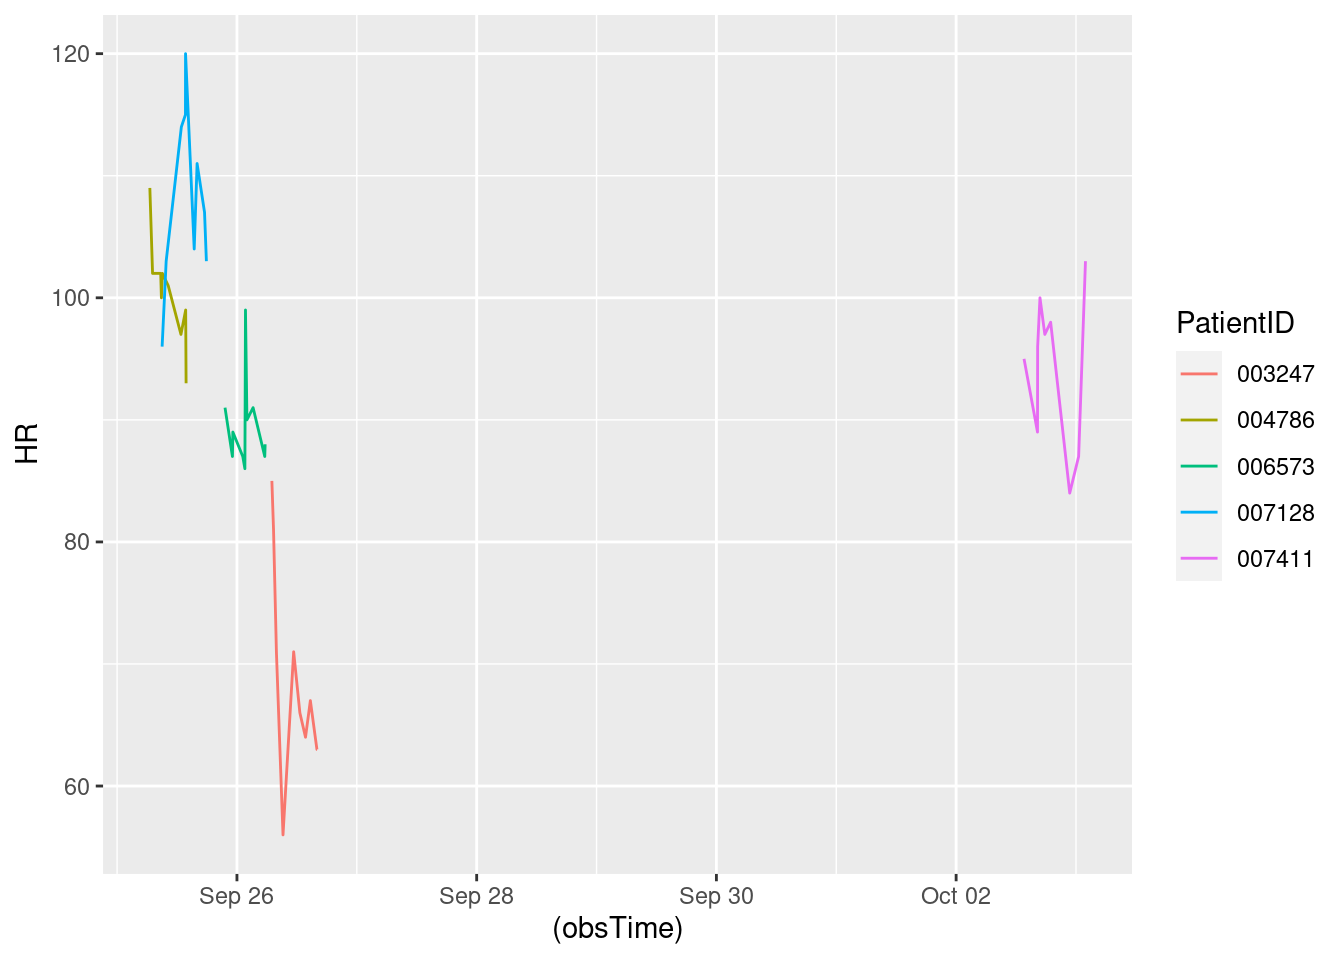 120
100
80
60
HR
Sep 26
Sep 28
Sep 30
Oct 02
(obsTime)
PatientID
003247
004786
006573
007128
007411